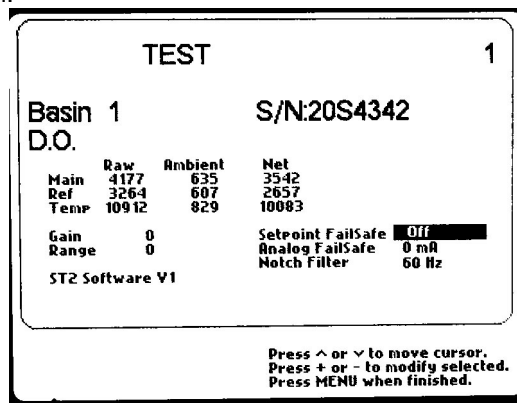 TEST 1
Basin 1 S/N:20S4342
D.O.
Raw Ambient Net
Main 4177 635 3542
Ref 3264 607 2657
Temp 10912 829 10083
Gain 0 Setpoint FailSafe Off
Range 0 Analog FailSafe 0 mA
Notch Filter 60 Hz
ST2 Software V1
Press ^ or v to move cursor.
Press + or - to modify selected.
Press MENU when finished.